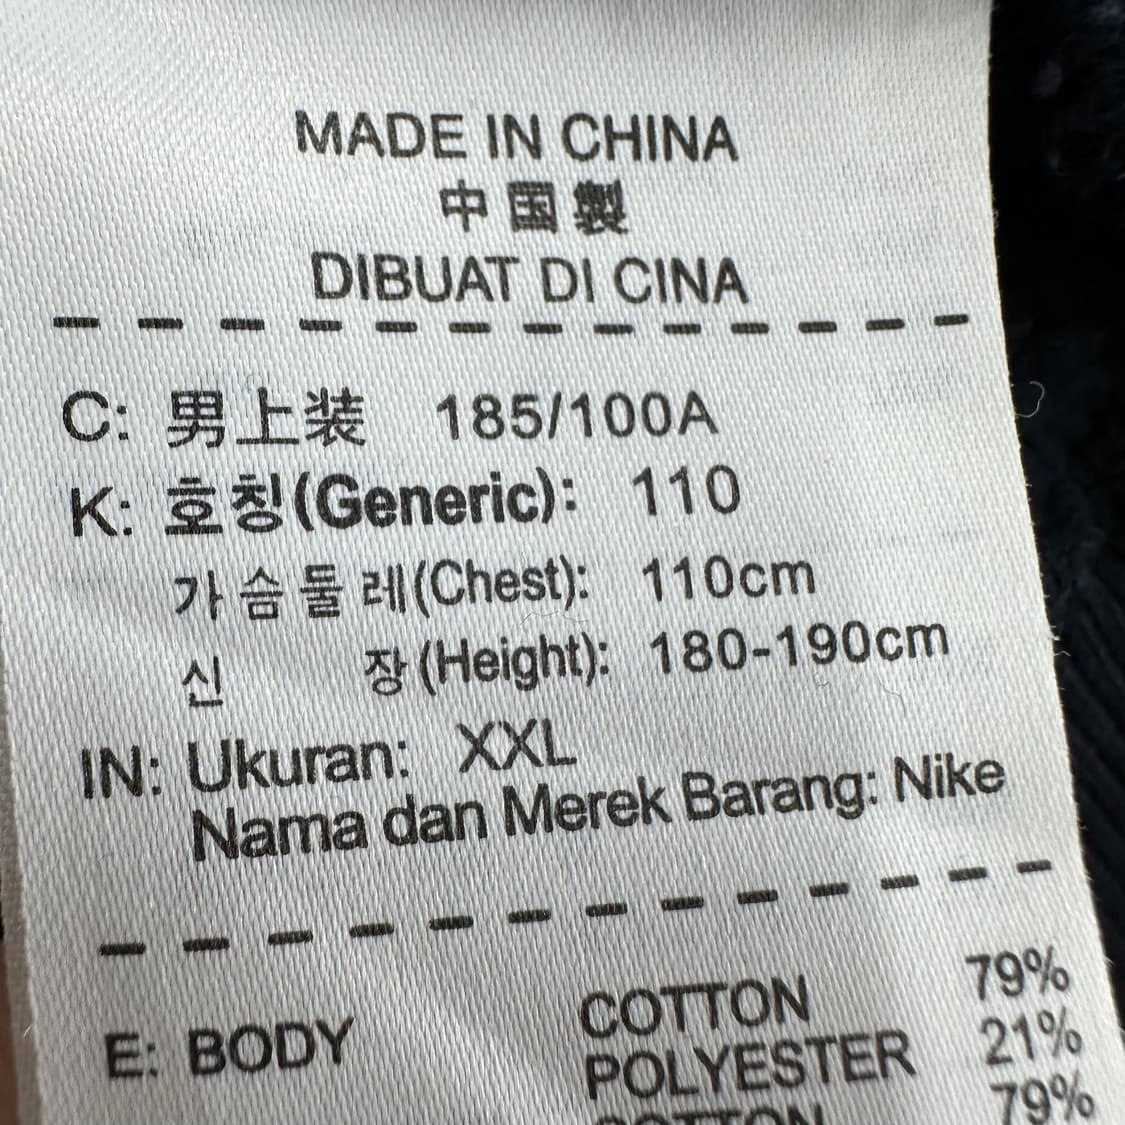 MADE IN CHINA
中国製
DIBUAT DI CINA
C: 男上装 185/100A
K: 호칭(Generic): 110
가슴둘레(Chest): 110cm
신 장(Height): 180-190cm
IN: Ukuran: XXL
Nama dan Merek Barang: Nike
E: BODY COTTON 79%
POLYESTER 21%
COTTON 79%